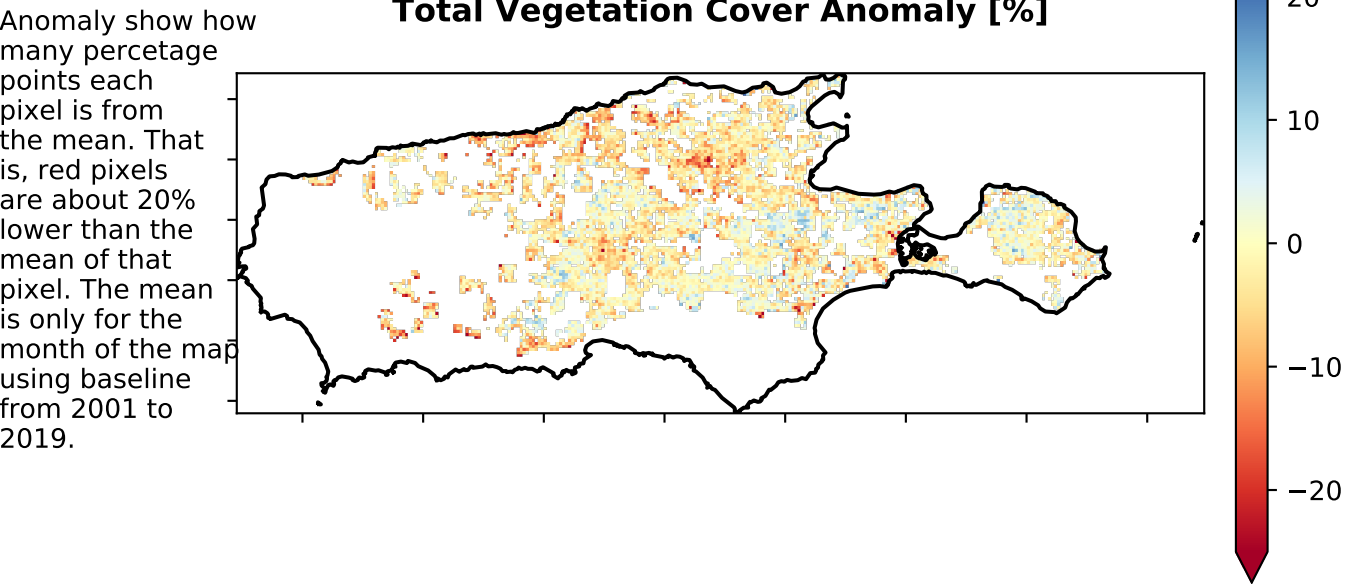 Total Vegetation Cover Anomaly [%]
Anomaly show how
many percetage
points each
pixel is from
the mean. That
is, red pixels
are about 20%
lower than the
mean of that
pixel. The mean
is only for the
month of the map
using baseline
from 2001 to
2019.
20
10
0
−10
−20